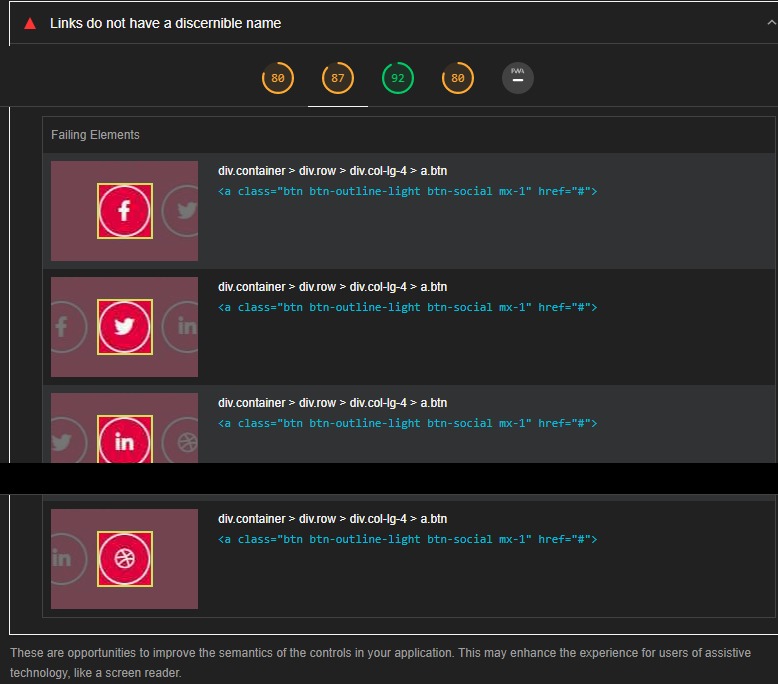 Links do not have a discernible name
80
87
92
80
PWA
Failing Elements
div.container > div.row > div.col-lg-4 > a.btn
<a class="btn btn-outline-light btn-social mx-1" href="#">
f
div.container > div.row > div.col-lg-4 > a.btn
<a class="btn btn-outline-light btn-social mx-1" href="#">
f
in
div.container > div.row > div.col-lg-4 > a.btn
<a class="btn btn-outline-light btn-social mx-1" href="#">
in
div.container > div.row > div.col-lg-4 > a.btn
<a class="btn btn-outline-light btn-social mx-1" href="#">
in
These are opportunities to improve the semantics of the controls in your application. This may enhance the experience for users of assistive
technology, like a screen reader.